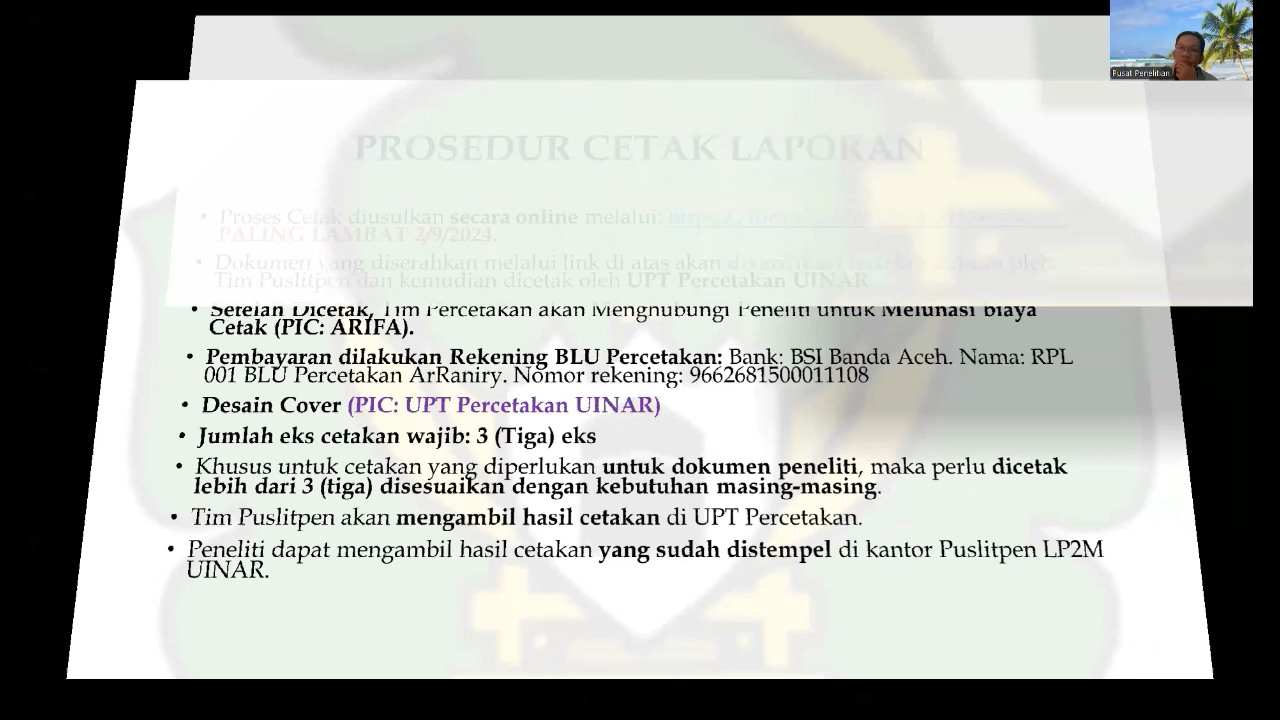 Pusat Penelitian
PROSEDUR CETAK LAPORAN
• Proses Cetak diusulkan secara online melalui:
PALING LAMBAT 2/9/2024.
• Dokumen yang diserahkan melalui link di atas akan
Tim Puslitpen dan kemudian dicetak oleh UPT Percetakan UINAR
• Setelah Dicetak, Tim Percetakan akan Menghubungi Peneliti untuk Melunasi biaya
Cetak (PIC: ARIFA).
• Pembayaran dilakukan Rekening BLU Percetakan: Bank: BSI Banda Aceh. Nama: RPL
001 BLU Percetakan ArRaniry. Nomor rekening: 9662681500011108
• Desain Cover (PIC: UPT Percetakan UINAR)
• Jumlah eks cetakan wajib: 3 (Tiga) eks
• Khusus untuk cetakan yang diperlukan untuk dokumen peneliti, maka perlu dicetak
lebih dari 3 (tiga) disesuaikan dengan kebutuhan masing-masing.
• Tim Puslitpen akan mengambil hasil cetakan di UPT Percetakan.
• Peneliti dapat mengambil hasil cetakan yang sudah distempel di kantor Puslitpen LP2M
UINAR.